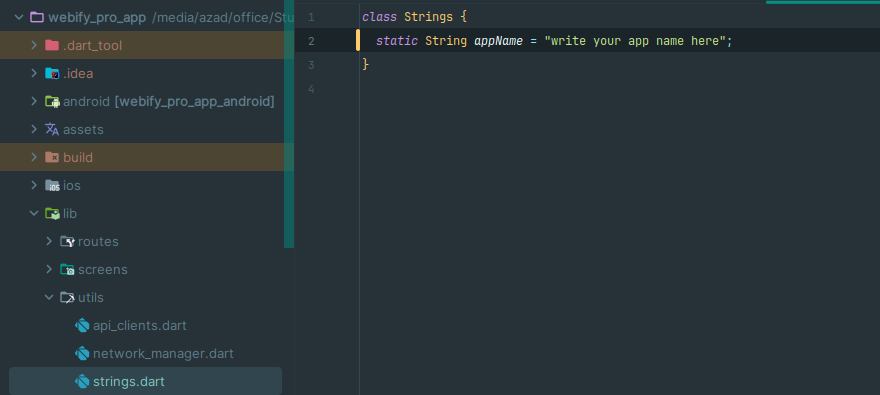 webify_pro_app /media/azad/office/Stu
.dart_tool
.idea
android [webify_pro_app_android]
assets
build
ios
lib
routes
screens
utils
api_clients.dart
network_manager.dart
strings.dart
1 class Strings {
2 static String appName = "write your app name here";
3 }
4